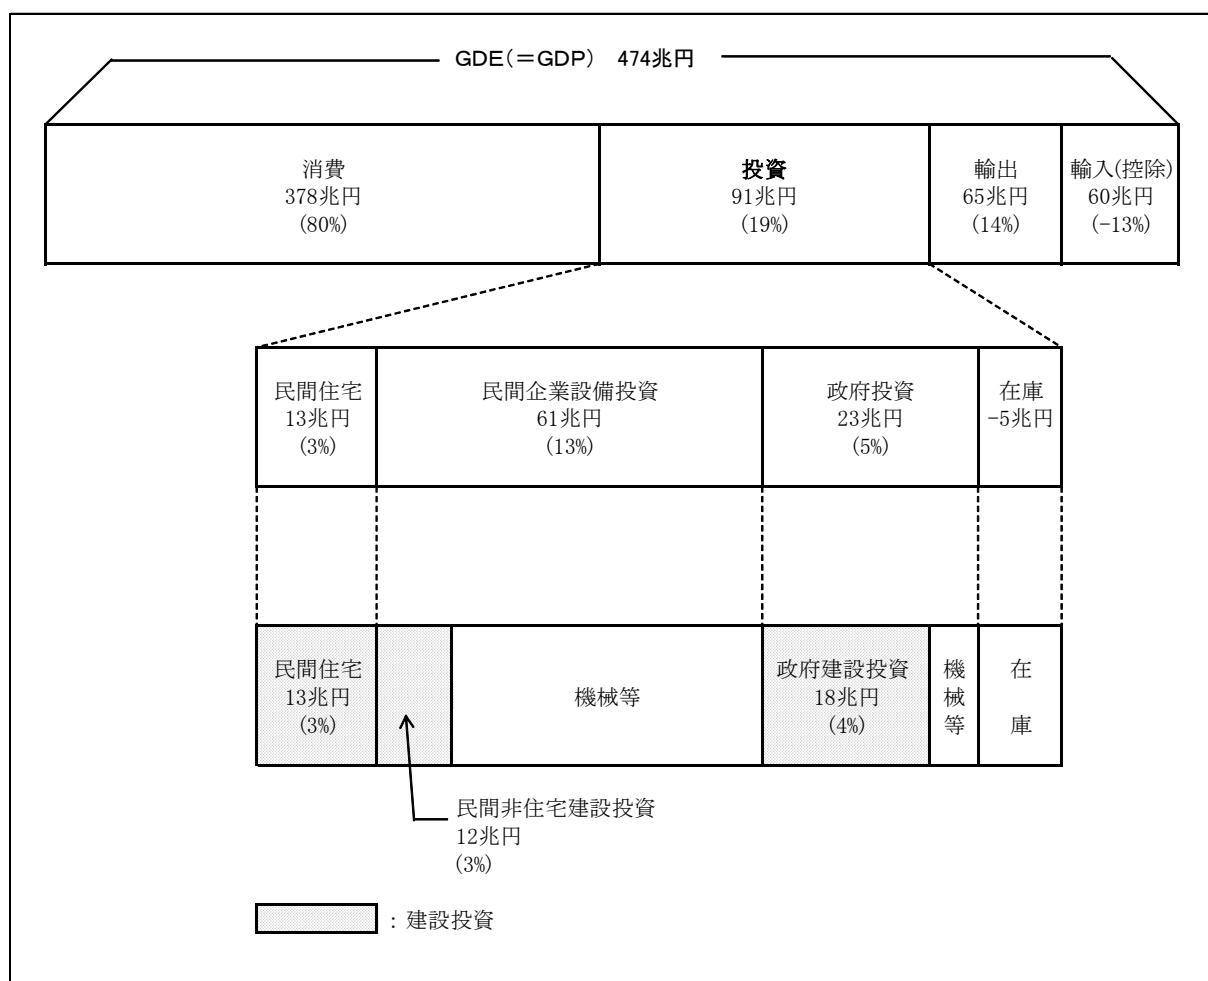 GDE(＝GDP) 474兆円
消費
378兆円
(80%)
投資
91兆円
(19%)
輸出
65兆円
(14%)
輸入(控除)
60兆円
(-13%)
民間住宅
13兆円
(3%)
民間企業設備投資
61兆円
(13%)
政府投資
23兆円
(5%)
在庫
-5兆円
民間住宅
13兆円
(3%)
機械等
政府建設投資
18兆円
(4%)
機械等
在庫
民間非住宅建設投資
12兆円
(3%)
：建設投資